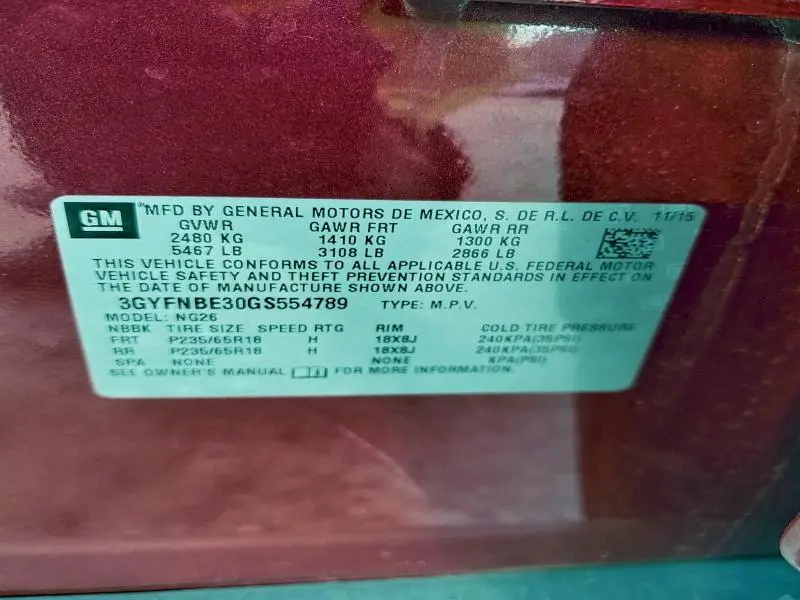 GM
MFD BY GENERAL MOTORS DE MEXICO, S. DE R.L. DE C.V. 11/15
GVWR GAWR FRT GAWR RR
2480 KG 1410 KG 1300 KG
5467 LB 3108 LB 2866 LB
THIS VEHICLE CONFORMS TO ALL APPLICABLE U.S. FEDERAL MOTOR
VEHICLE SAFETY AND THEFT PREVENTION STANDARDS IN EFFECT ON
THE DATE OF MANUFACTURE SHOWN ABOVE.
3GYFNBE30GS554789 TYPE: M.P.V.
MODEL: NG26
NBBK TIRE SIZE SPEED RTG RIM COLD TIRE PRESSURE
FRT P235/65R18 H 18X8J 240KPA(35PSI)
RR P235/65R18 H 18X8J 240KPA(35PSI)
SPA NONE NONE KPA(PSI)
SEE OWNER'S MANUAL FOR MORE INFORMATION.